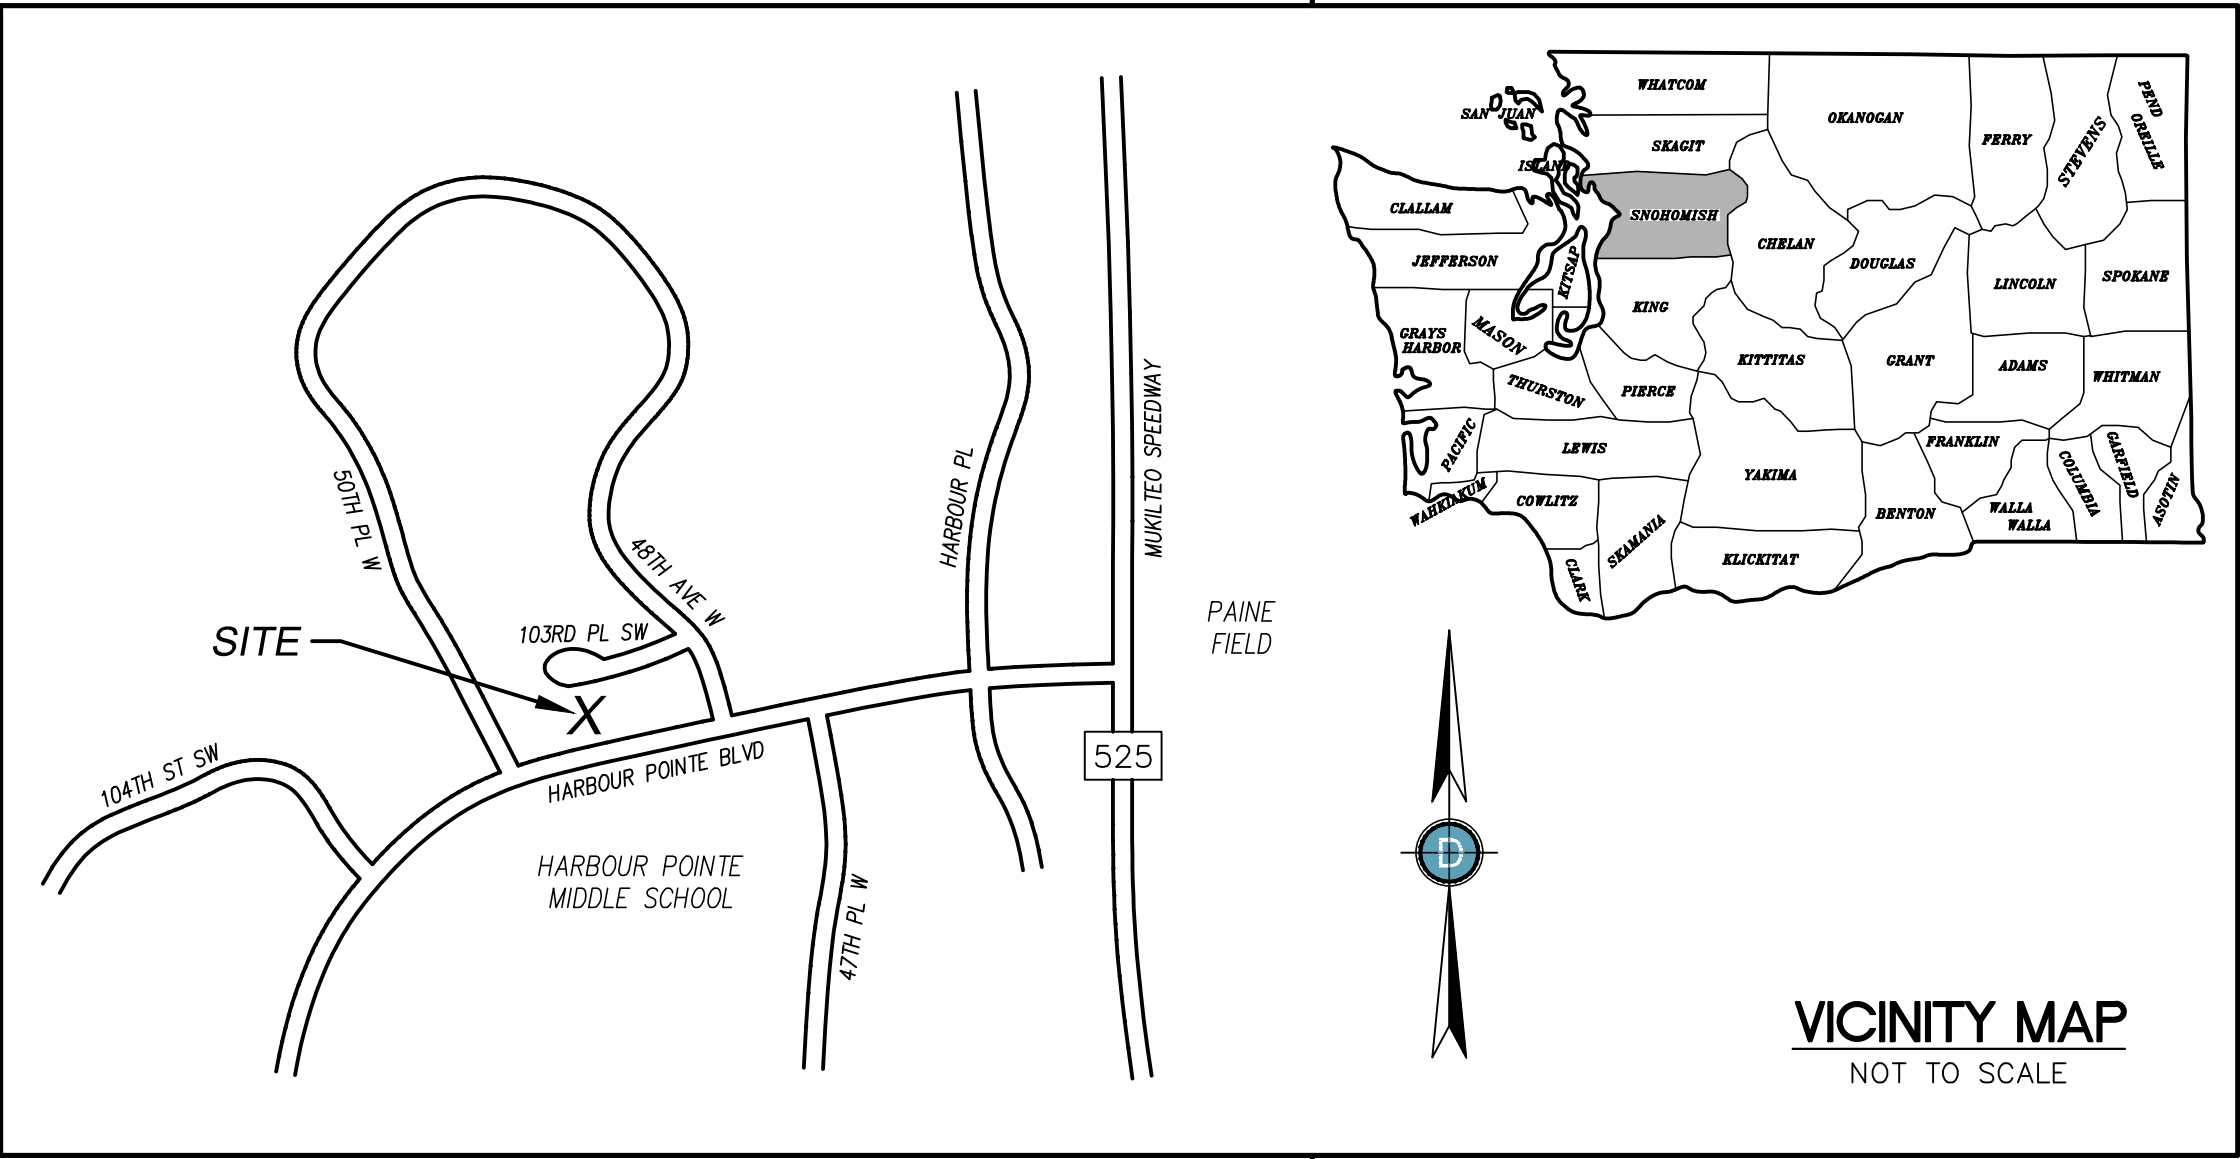 50TH PL W
48TH AVE W
103RD PL SW
SITE
X
104TH ST SW
HARBOUR POINTE BLVD
HARBOUR POINTE
MIDDLE SCHOOL
47TH PL W
HARBOUR PL
MUKILTEO SPEEDWAY
525
PAINE
FIELD
WHATCOM
SAN JUAN
SKAGIT
ISLAND
OKANOGAN
FERRY
STEVENS
PEND
OREILLE
CLALLAM
SNOHOMISH
CHELAN
DOUGLAS
JEFFERSON
KITSAP
LINCOLN
SPOKANE
KING
GRAYS
HARBOR
MASON
KITTITAS
GRANT
ADAMS
WHITMAN
THURSTON
PIERCE
PACIFIC
LEWIS
YAKIMA
FRANKLIN
COLUMBIA
GARFIELD
ASOTIN
WAHKIAKUM
COWLITZ
SKAMANIA
BENTON
WALLA
WALLA
CLARK
KLICKITAT
D
VICINITY MAP
NOT TO SCALE